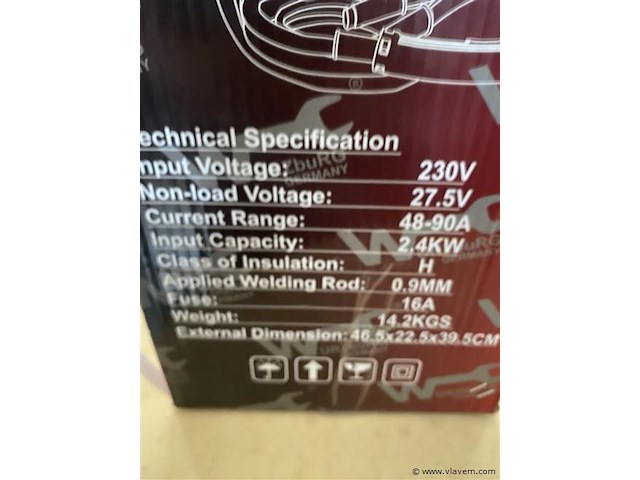 ®
echnical Specification
nput Voltage: 230V
Non-load Voltage: 27.5V
Current Range: 48-90A
Input Capacity: 2.4KW
Class of Insulation: H
Applied Welding Rod: 0.9MM
Fuse: 16A
Weight: 14.2KGS
External Dimension: 46.5x22.5x39.5CM
ZbuRG
GERMANY
© www.vlavem.com